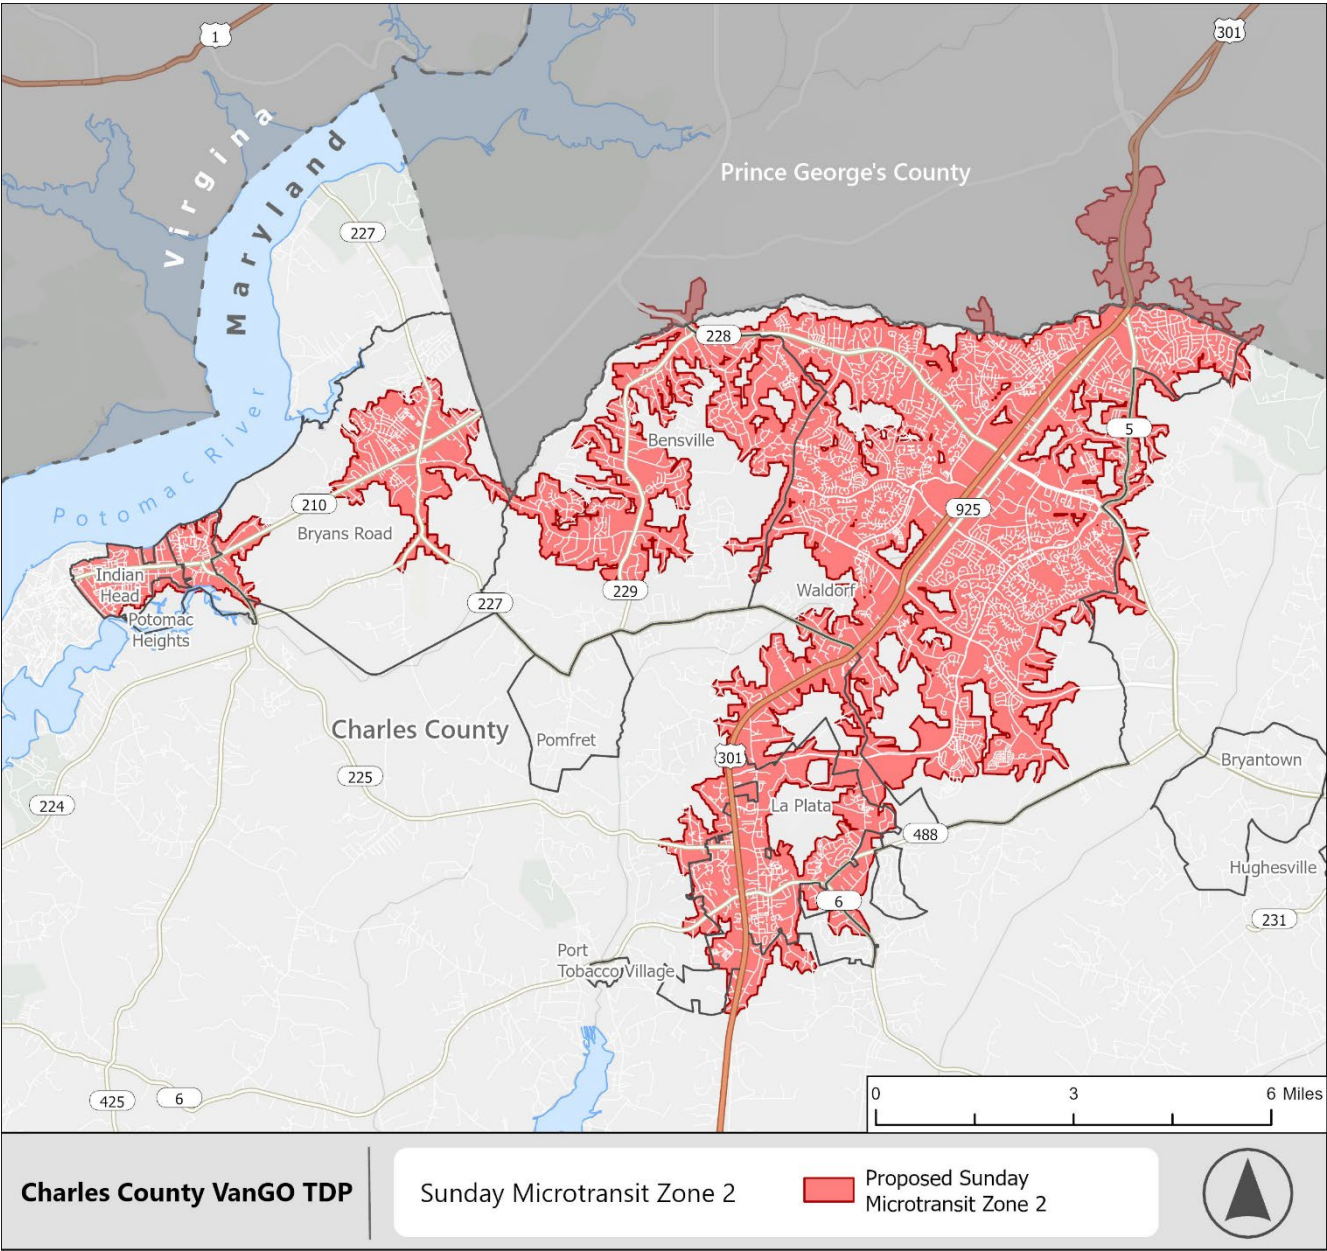 1
301
Prince George's County
Virgina
Maryland
227
228
Potomac River
Bensville
5
210
Bryans Road
925
Indian
Head
229
Waldorf
227
Potomac
Heights
Charles County
Pomfret
301
225
Bryantown
224
La Plata
488
Hughesville
6
231
Port
Tobacco Village
425
6
0 3 6 Miles
Charles County VanGO TDP
Sunday Microtransit Zone 2
Proposed Sunday
Microtransit Zone 2